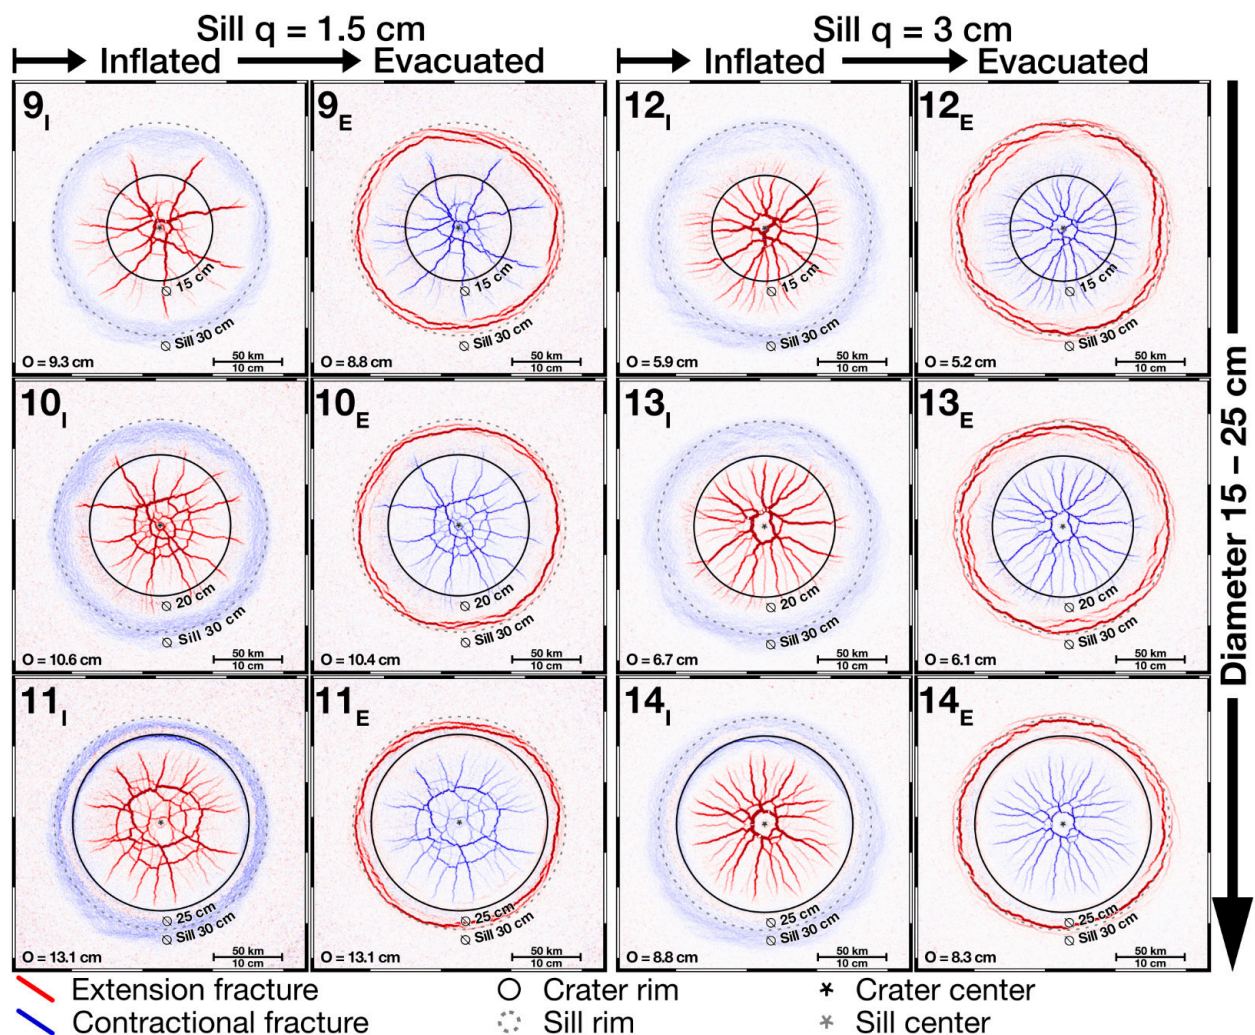 Sill q = 1.5 cm
Sill q = 3 cm
Inflated
Evacuated
Inflated
Evacuated
9I
⌀ 15 cm
⌀ Sill 30 cm
O = 9.3 cm
50 km
10 cm
9E
⌀ 15 cm
⌀ Sill 30 cm
O = 8.8 cm
50 km
10 cm
12I
⌀ 15 cm
⌀ Sill 30 cm
O = 5.9 cm
50 km
10 cm
12E
⌀ 15 cm
⌀ Sill 30 cm
O = 5.2 cm
50 km
10 cm
10I
⌀ 20 cm
⌀ Sill 30 cm
O = 10.6 cm
50 km
10 cm
10E
⌀ 20 cm
⌀ Sill 30 cm
O = 10.4 cm
50 km
10 cm
13I
⌀ 20 cm
⌀ Sill 30 cm
O = 6.7 cm
50 km
10 cm
13E
⌀ 20 cm
⌀ Sill 30 cm
O = 6.1 cm
50 km
10 cm
11I
⌀ 25 cm
⌀ Sill 30 cm
O = 13.1 cm
50 km
10 cm
11E
⌀ 25 cm
⌀ Sill 30 cm
O = 13.1 cm
50 km
10 cm
14I
⌀ 25 cm
⌀ Sill 30 cm
O = 8.8 cm
50 km
10 cm
14E
⌀ 25 cm
⌀ Sill 30 cm
O = 8.3 cm
50 km
10 cm
Diameter 15 – 25 cm
Extension fracture
Crater rim
Crater center
Contractional fracture
Sill rim
Sill center